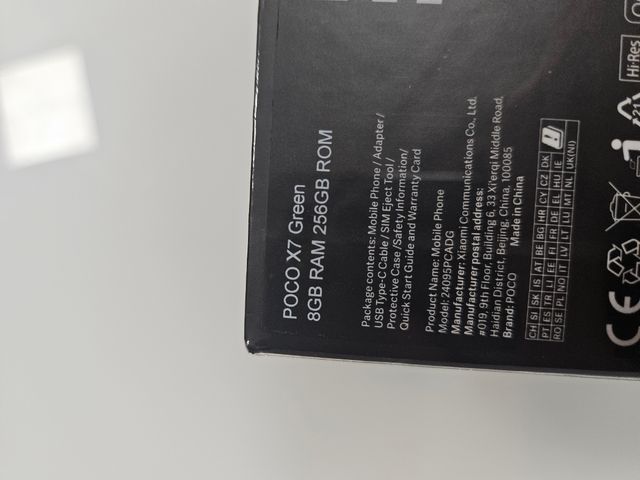 POCO X7 Green
8GB RAM 256GB ROM
Package contents: Mobile Phone / Adapter /
USB Type-C Cable / SIM Eject Tool /
Protective Case /Safety Information/
Quick Start Guide and Warranty Card
Product Name: Mobile Phone
Model: 24095PCADG
Manufacturer: Xiaomi Communications Co., Ltd.
Manufacturer postal address:
#019, 9th Floor, Building 6, 33 Xi'erqi Middle Road,
Haidian District, Beijing, China, 100085
Brand: POCO Made in China
CH SI SK IS AT BE BG HR CY CZ DK
PT ES TR LI EE FI FR DE EL HU IE
RO SE PL NO IT LV LT LU MT NL UK(NI)
CE
21
Hi-Res